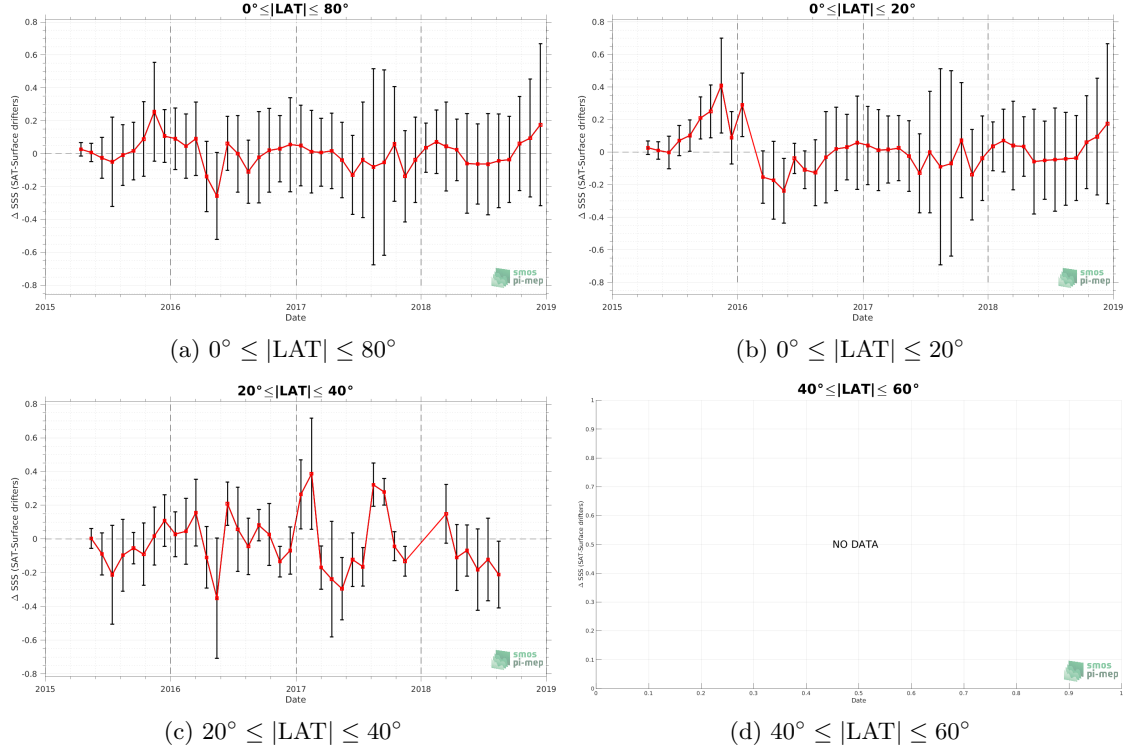 0°≤|LAT|≤ 80°
0°≤|LAT|≤ 20°
Δ SSS (SAT-Surface drifters)
0.8
0.6
0.4
0.2
0
-0.2
-0.4
-0.6
-0.8
2015
2016
2017
2018
2019
Date
smos
pi-mep
Δ SSS (SAT-Surface drifters)
0.8
0.6
0.4
0.2
0
-0.2
-0.4
-0.6
-0.8
2015
2016
2017
2018
2019
Date
smos
pi-mep
(a) 0° ≤ |LAT| ≤ 80°
(b) 0° ≤ |LAT| ≤ 20°
20°≤|LAT|≤ 40°
40°≤|LAT|≤ 60°
Δ SSS (SAT-Surface drifters)
0.8
0.6
0.4
0.2
0
-0.2
-0.4
-0.6
-0.8
2015
2016
2017
2018
2019
Date
smos
pi-mep
Δ SSS (SAT-Surface drifters)
1
0.9
0.8
0.7
0.6
0.5
0.4
0.3
0.2
0.1
0
NO DATA
0
0.1
0.2
0.3
0.4
0.5
0.6
0.7
0.8
0.9
1
Date
smos
pi-mep
(c) 20° ≤ |LAT| ≤ 40°
(d) 40° ≤ |LAT| ≤ 60°